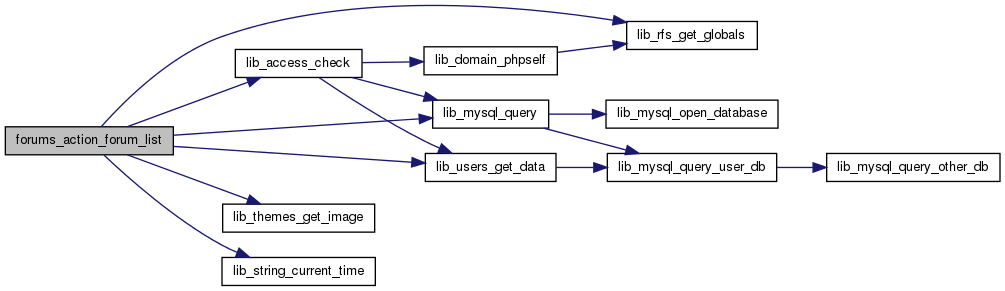 lib_rfs_get_globals
lib_access_check
lib_domain_phpself
lib_mysql_query
lib_mysql_open_database
forums_action_forum_list
lib_users_get_data
lib_mysql_query_user_db
lib_mysql_query_other_db
lib_themes_get_image
lib_string_current_time